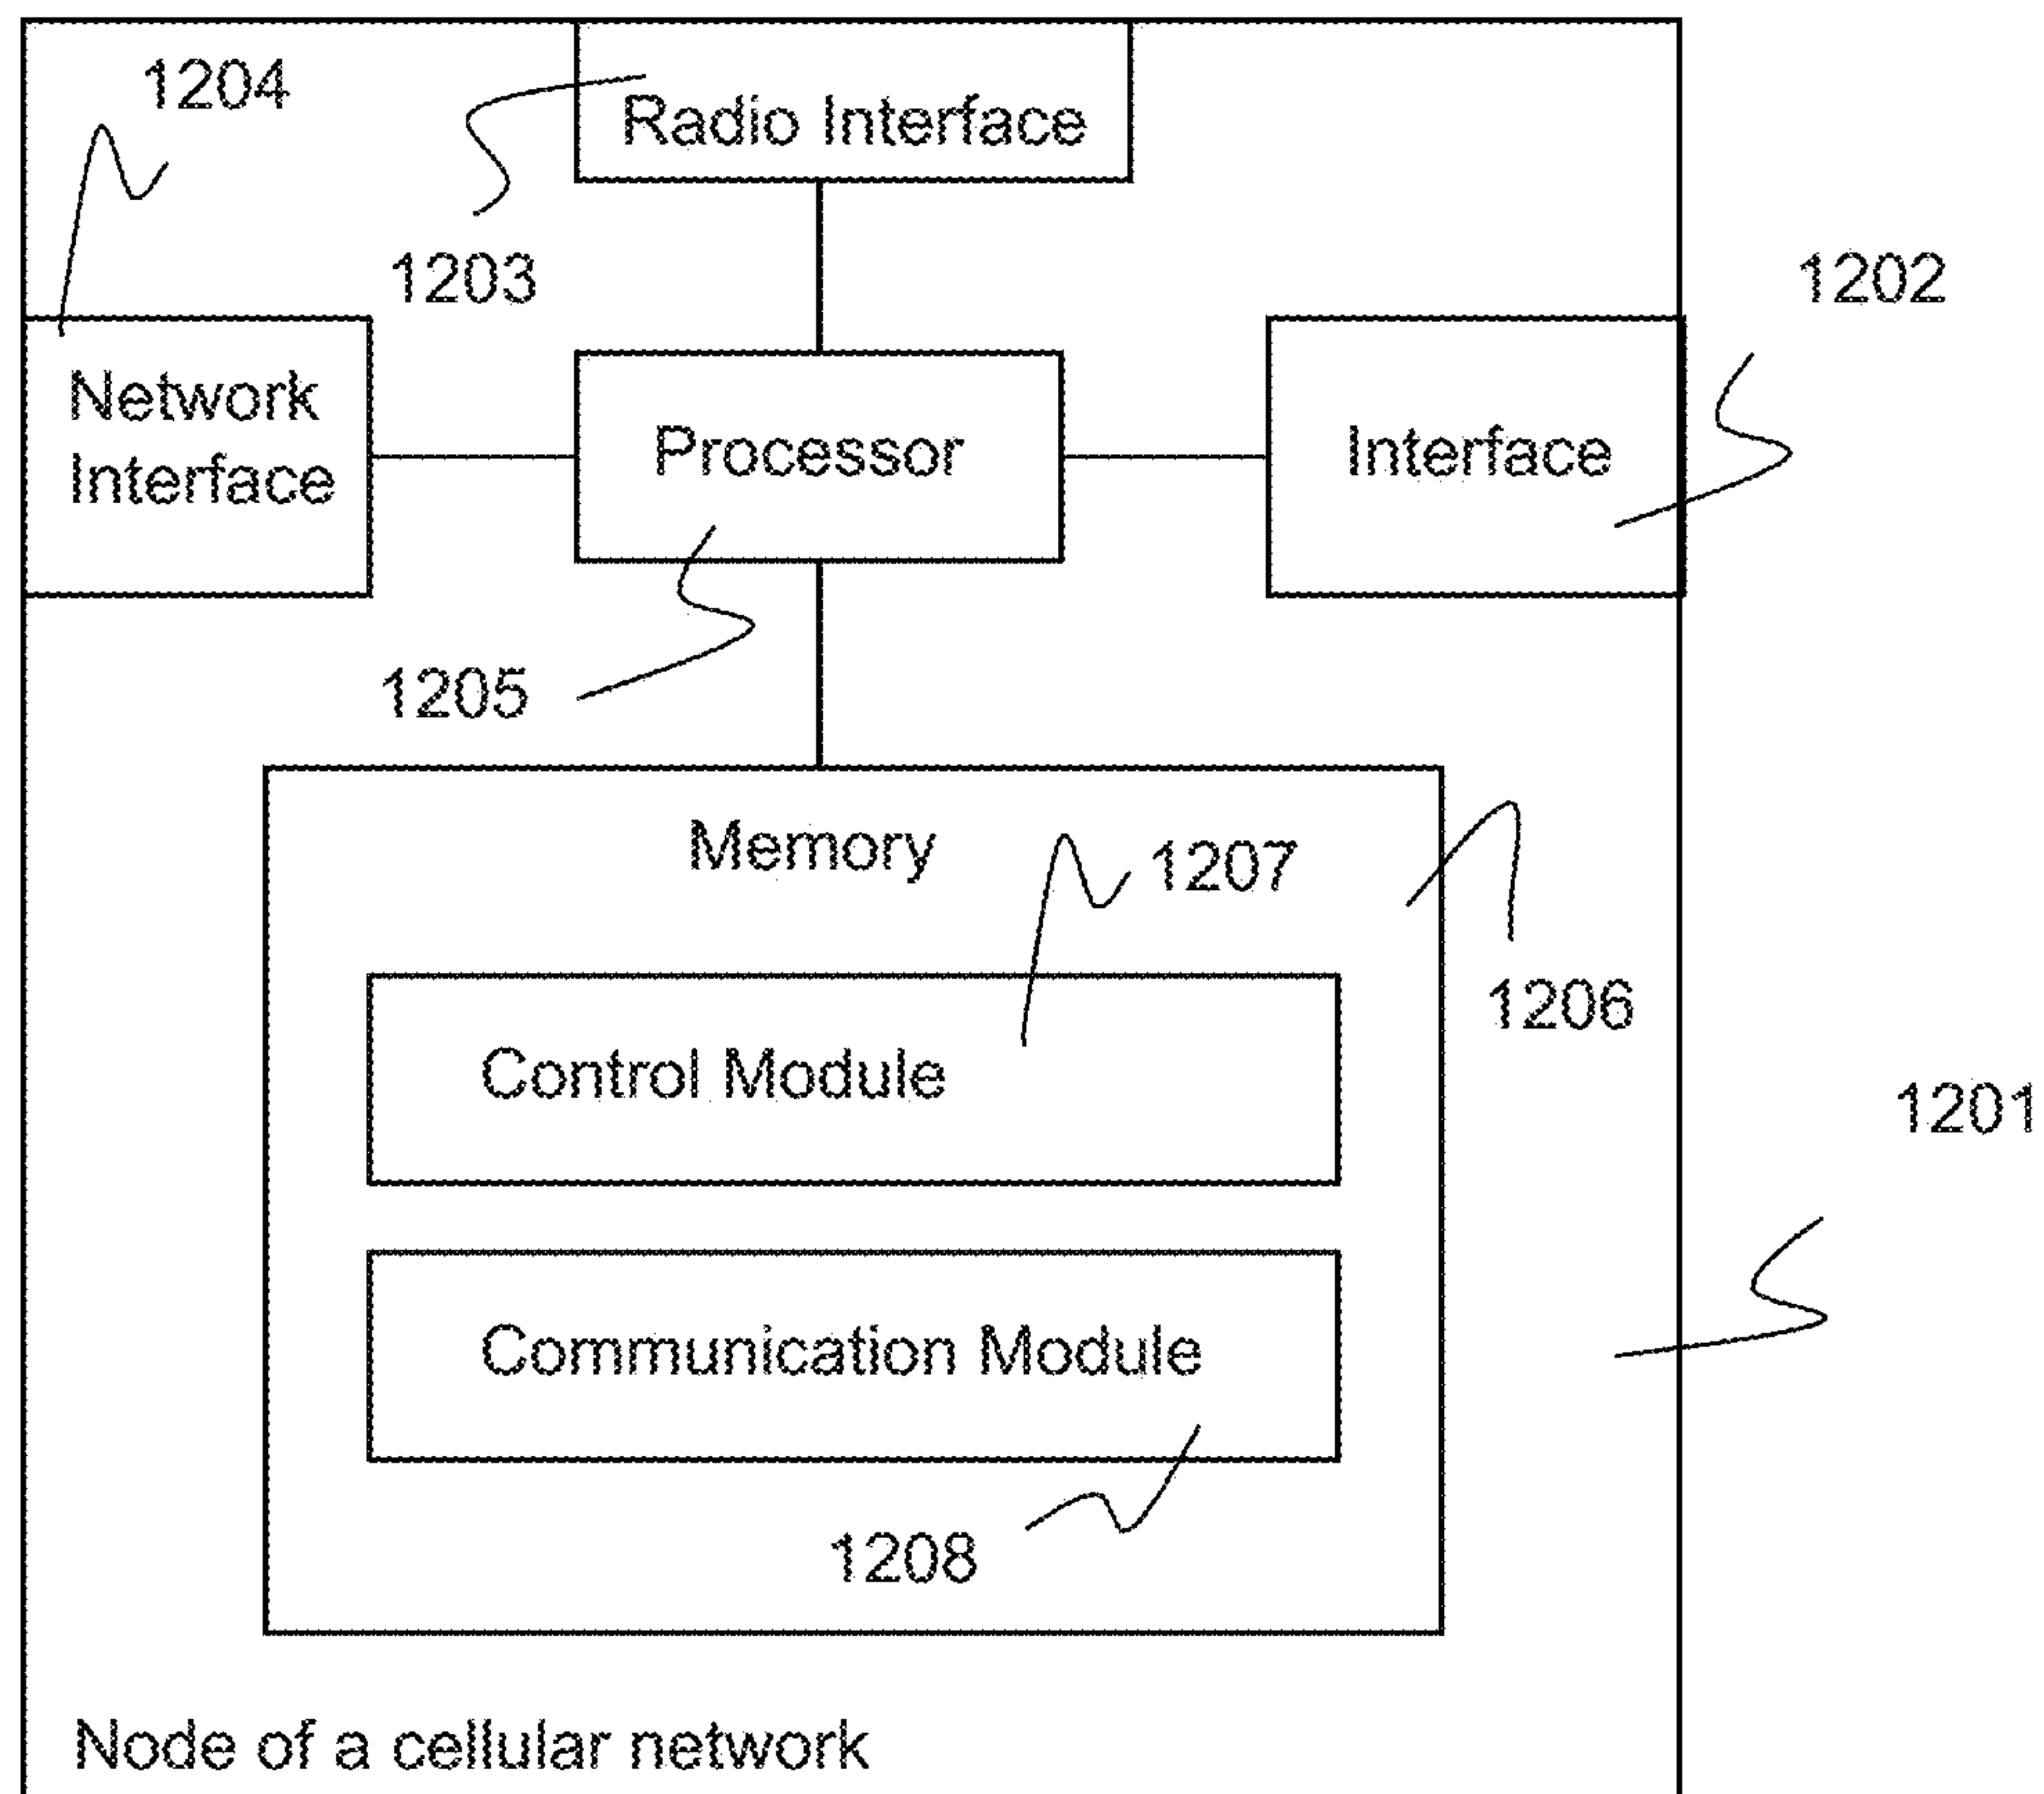 1204
Radio Interface
1203
1202
Network
Interface
Processor
Interface
1205
Memory
1207
1206
Control Module
1201
Communication Module
1208
Node of a cellular network